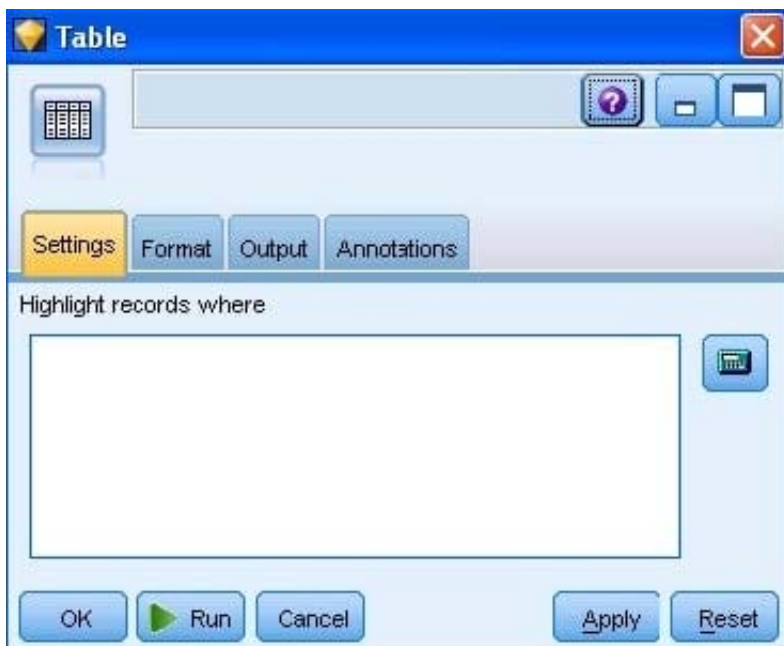 Table
Settings Format Output Annotations
Highlight records where
OK Run Cancel Apply Reset